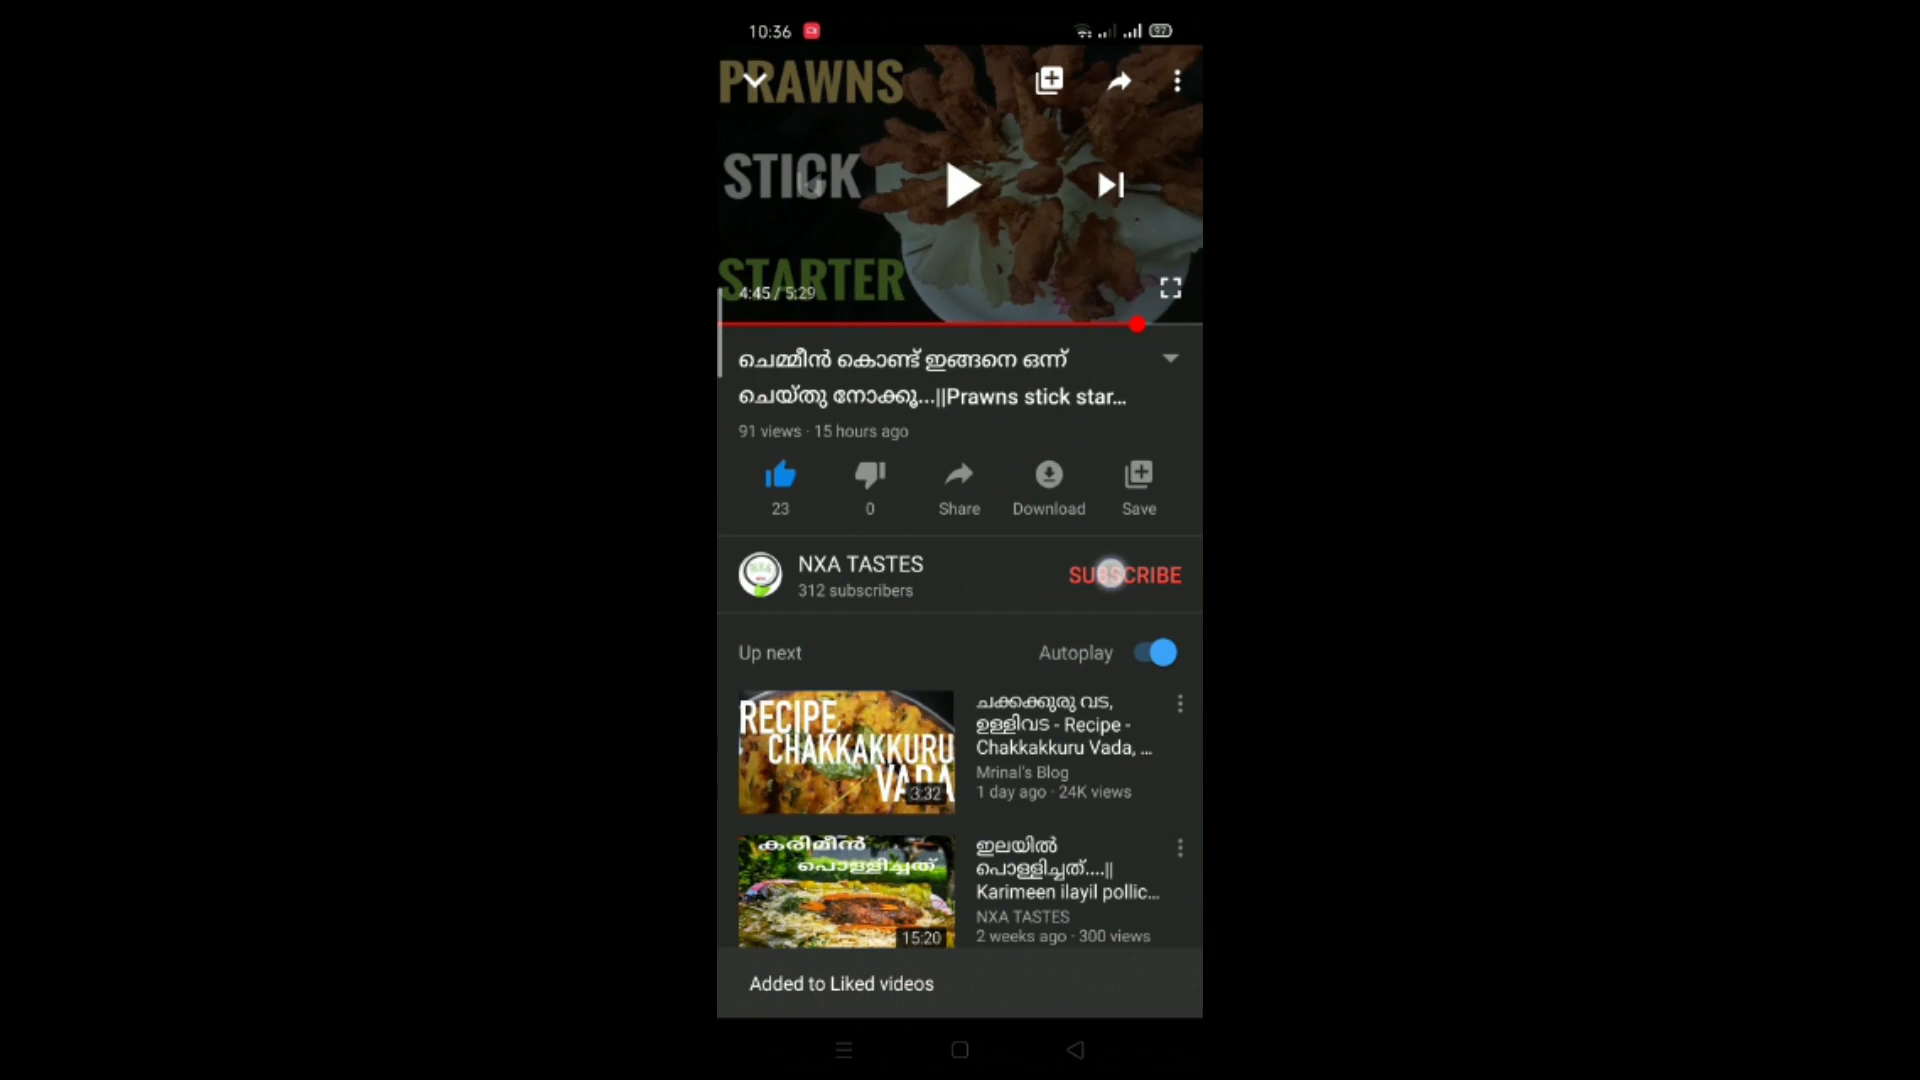 10:36
97
PRAWNS
STICK
STARTER
4:45 / 5:29
ചെമ്മീൻ കൊണ്ട് ഇങ്ങനെ ഒന്ന്
ചെയ്തു നോക്കൂ...||Prawns stick star...
91 views · 15 hours ago
23
0
Share
Download
Save
NXA
NXA TASTES
312 subscribers
SUBSCRIBE
Up next
Autoplay
RECIPE
CHAKKAKKURU
VADA
3:32
ചക്കക്കുരു വട,
ഉള്ളിവട - Recipe -
Chakkakkuru Vada, ...
Mrinal's Blog
1 day ago · 24K views
കരിമീൻ
പൊള്ളിച്ചത്
15:20
ഇലയിൽ
പൊള്ളിച്ചത്....||
Karimeen ilayil pollic...
NXA TASTES
2 weeks ago · 300 views
Added to Liked videos